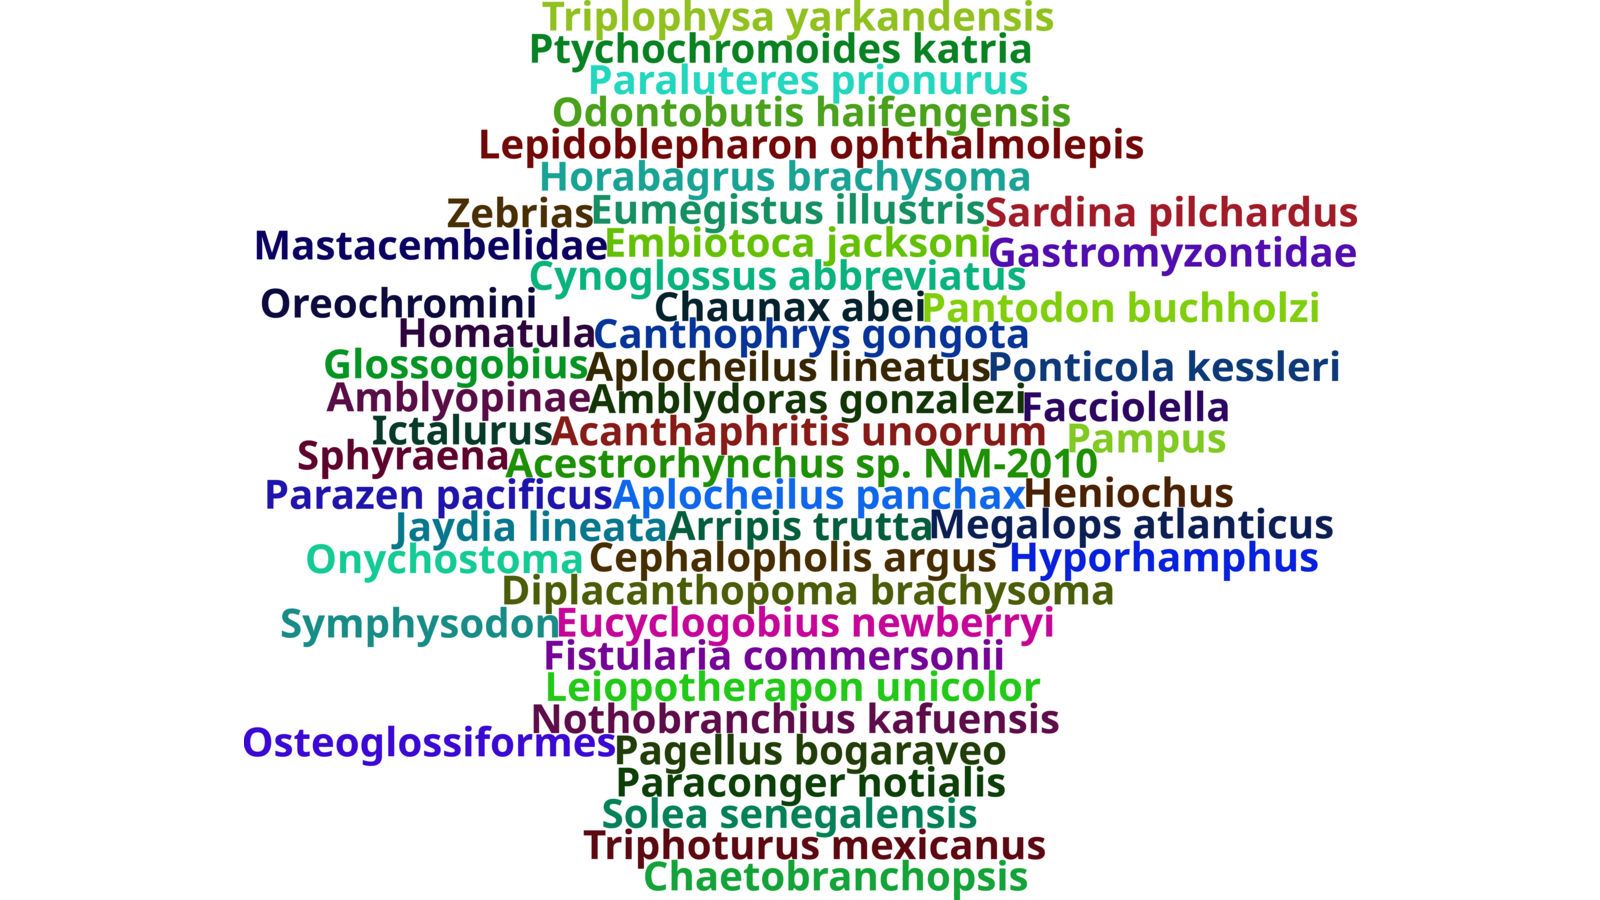 Triplophysa yarkandensis
Ptychochromoides katria
Paraluteres prionurus
Odontobutis haifengensis
Lepidoblepharon ophthalmolepis
Horabagrus brachysoma
Zebrias Eumegistus illustris Sardina pilchardus
Mastacembelidae Embiotoca jacksoni Gastromyzontidae
Cynoglossus abbreviatus
Oreochromini Chaunax abei Pantodon buchholzi
Homatula Canthophrys gongota
Glossogobius Aplocheilus lineatus Ponticola kessleri
Amblyopinae Amblydoras gonzalezi Facciolella
Ictalurus Acanthaphritis unoorum Pampus
Sphyraena Acestrorhynchus sp. NM-2010
Parazen pacificus Aplocheilus panchax Heniochus
Jaydia lineata Arripis trutta Megalops atlanticus
Onychostoma Cephalopholis argus Hyporhamphus
Diplacanthopoma brachysoma
Symphysodon Eucyclogobius newberryi
Fistularia commersonii
Leiopotherapon unicolor
Nothobranchius kafuensis
Osteoglossiformes Pagellus bogaraveo
Paraconger notialis
Solea senegalensis
Triphoturus mexicanus
Chaetobranchopsis